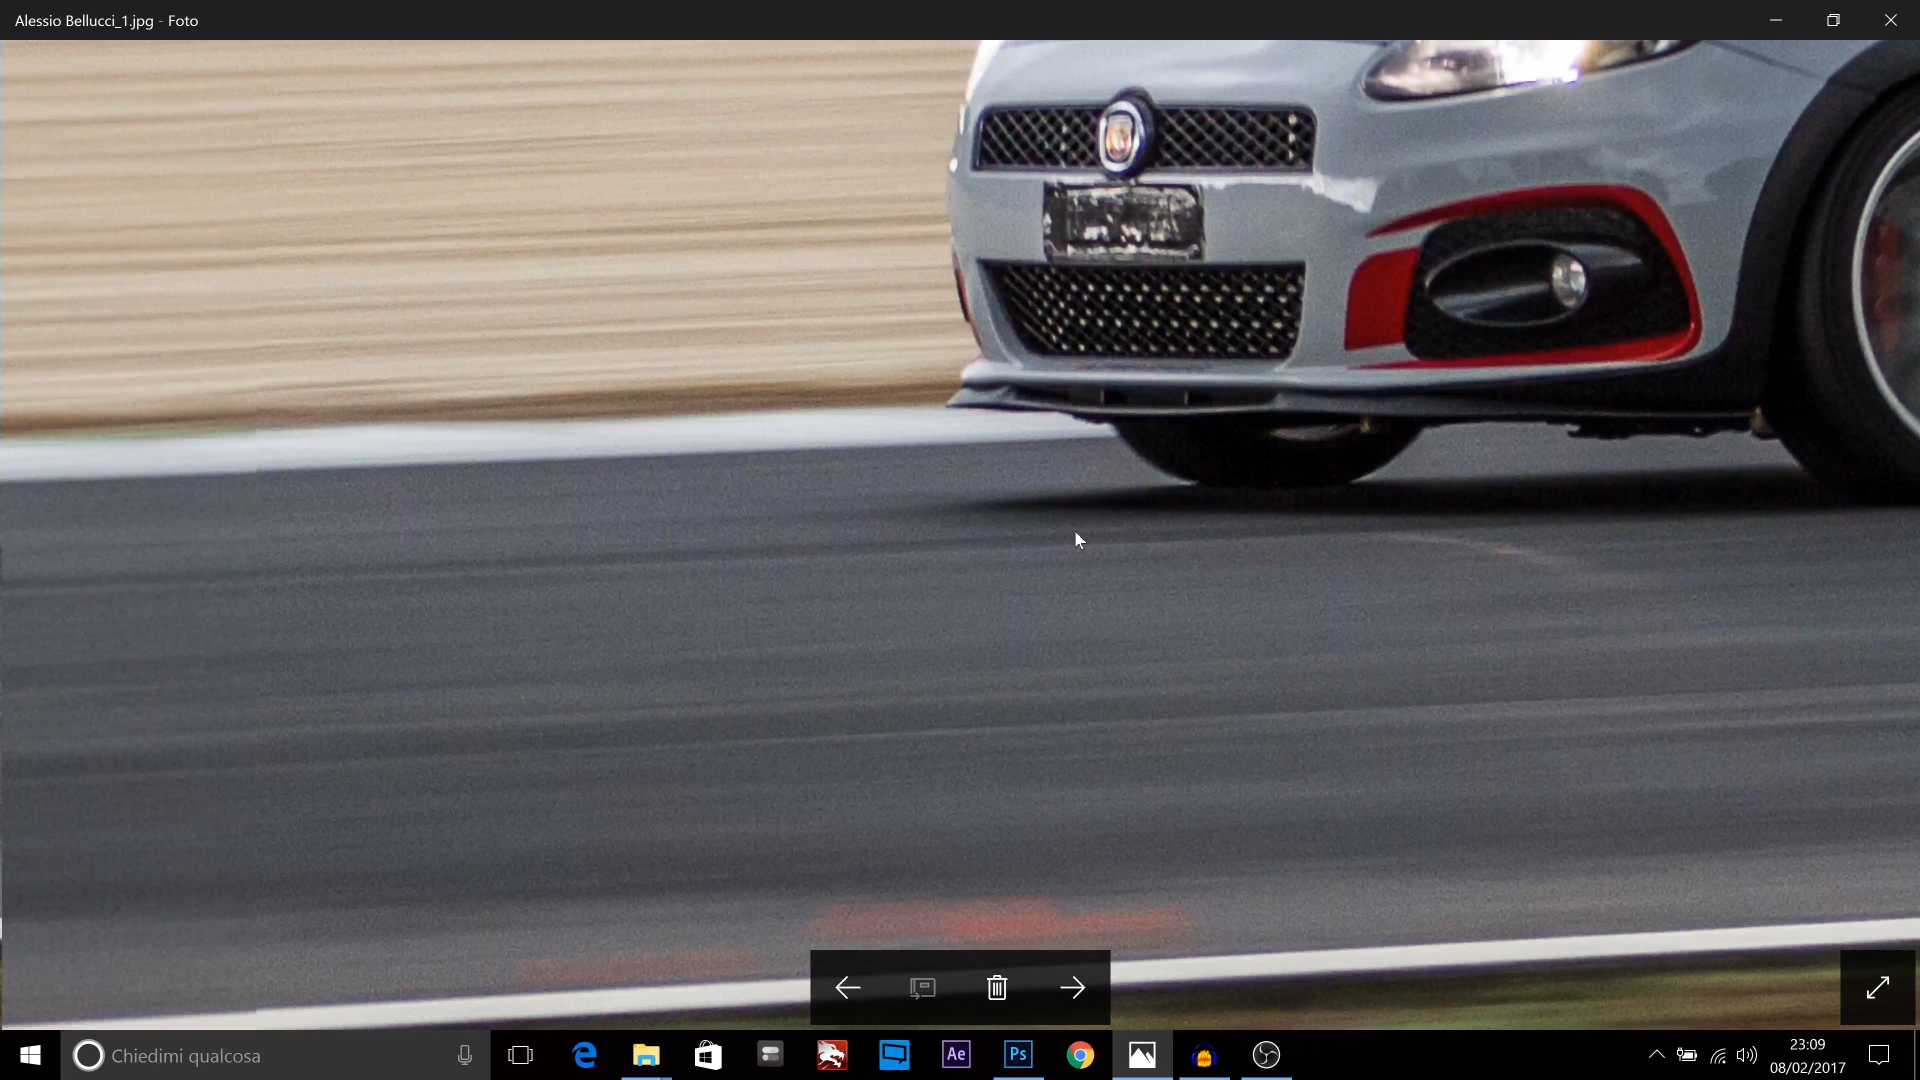 Alessio Bellucci_1.jpg - Foto
Chiedimi qualcosa
Ae
Ps
23:09
08/02/2017